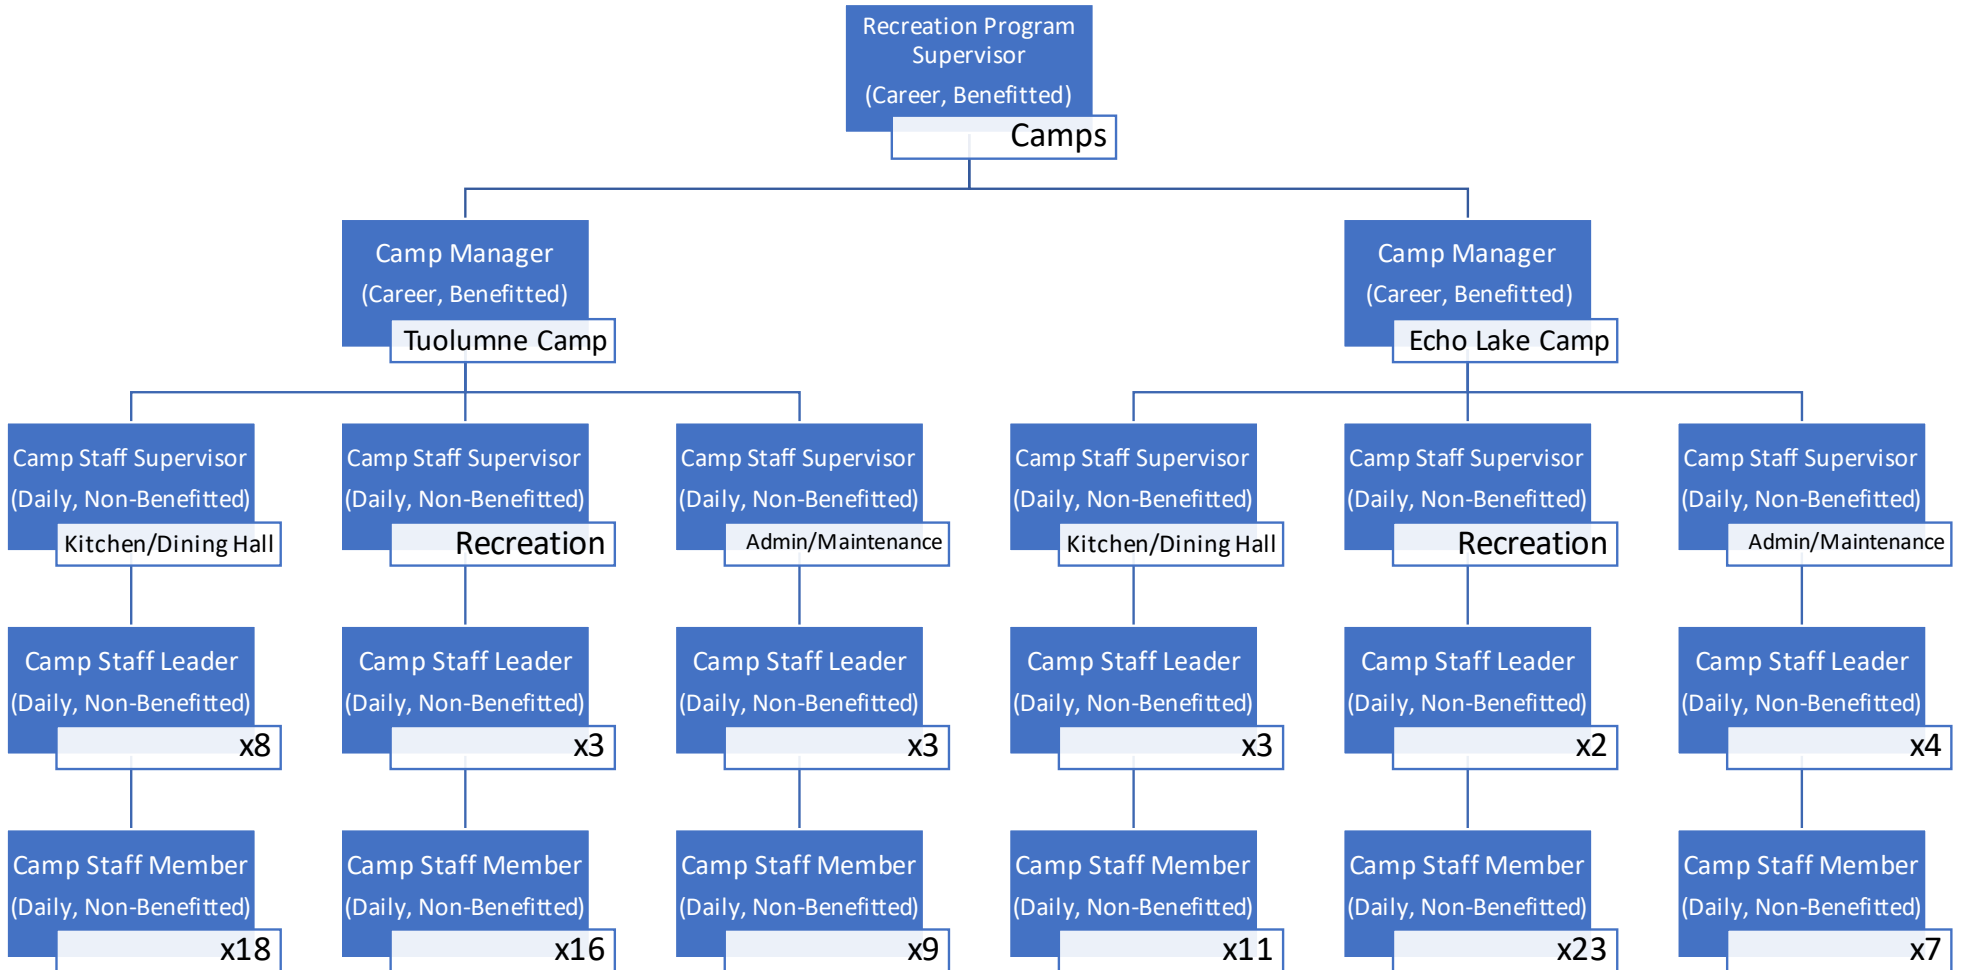 Recreation Program
Supervisor
(Career, Benefitted)
Camps
Camp Manager
(Career, Benefitted)
Tuolumne Camp
Camp Manager
(Career, Benefitted)
Echo Lake Camp
Camp Staff Supervisor
(Daily, Non-Benefitted)
Kitchen/Dining Hall
Camp Staff Supervisor
(Daily, Non-Benefitted)
Recreation
Camp Staff Supervisor
(Daily, Non-Benefitted)
Admin/Maintenance
Camp Staff Supervisor
(Daily, Non-Benefitted)
Kitchen/Dining Hall
Camp Staff Supervisor
(Daily, Non-Benefitted)
Recreation
Camp Staff Supervisor
(Daily, Non-Benefitted)
Admin/Maintenance
Camp Staff Leader
(Daily, Non-Benefitted)
x8
Camp Staff Leader
(Daily, Non-Benefitted)
x3
Camp Staff Leader
(Daily, Non-Benefitted)
x3
Camp Staff Leader
(Daily, Non-Benefitted)
x3
Camp Staff Leader
(Daily, Non-Benefitted)
x2
Camp Staff Leader
(Daily, Non-Benefitted)
x4
Camp Staff Member
(Daily, Non-Benefitted)
x18
Camp Staff Member
(Daily, Non-Benefitted)
x16
Camp Staff Member
(Daily, Non-Benefitted)
x9
Camp Staff Member
(Daily, Non-Benefitted)
x11
Camp Staff Member
(Daily, Non-Benefitted)
x23
Camp Staff Member
(Daily, Non-Benefitted)
x7